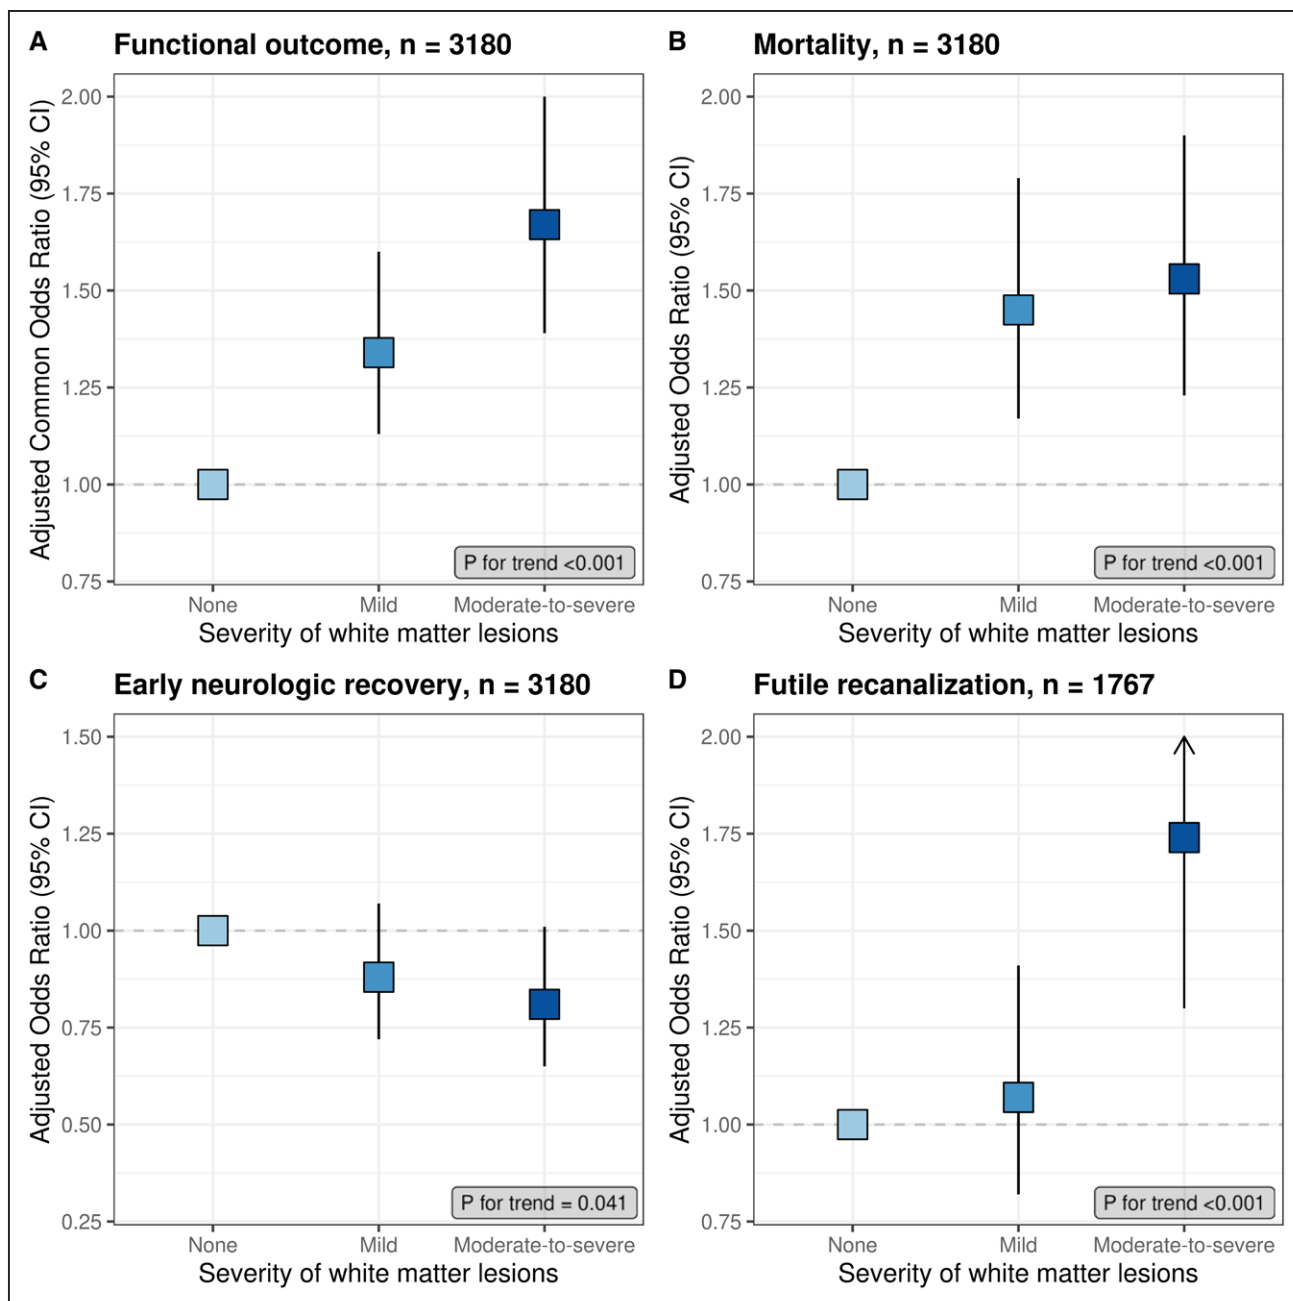 A Functional outcome, n = 3180
Adjusted Common Odds Ratio (95% CI)
2.00
1.75
1.50
1.25
1.00
0.75
P for trend <0.001
None Mild Moderate-to-severe
Severity of white matter lesions
B Mortality, n = 3180
Adjusted Odds Ratio (95% CI)
2.00
1.75
1.50
1.25
1.00
0.75
P for trend <0.001
None Mild Moderate-to-severe
Severity of white matter lesions
C Early neurologic recovery, n = 3180
Adjusted Odds Ratio (95% CI)
1.50
1.25
1.00
0.75
0.50
0.25
P for trend = 0.041
None Mild Moderate-to-severe
Severity of white matter lesions
D Futile recanalization, n = 1767
Adjusted Odds Ratio (95% CI)
2.00
1.75
1.50
1.25
1.00
0.75
P for trend <0.001
None Mild Moderate-to-severe
Severity of white matter lesions